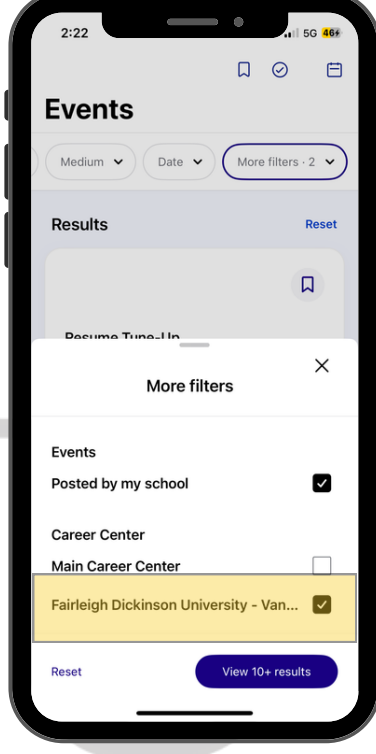 2:22
5G 46
Events
Medium
Date
More filters · 2
Results
Reset
Resume Tune-Up
More filters
Events
Posted by my school
Career Center
Main Career Center
Fairleigh Dickinson University - Van...
Reset
View 10+ results